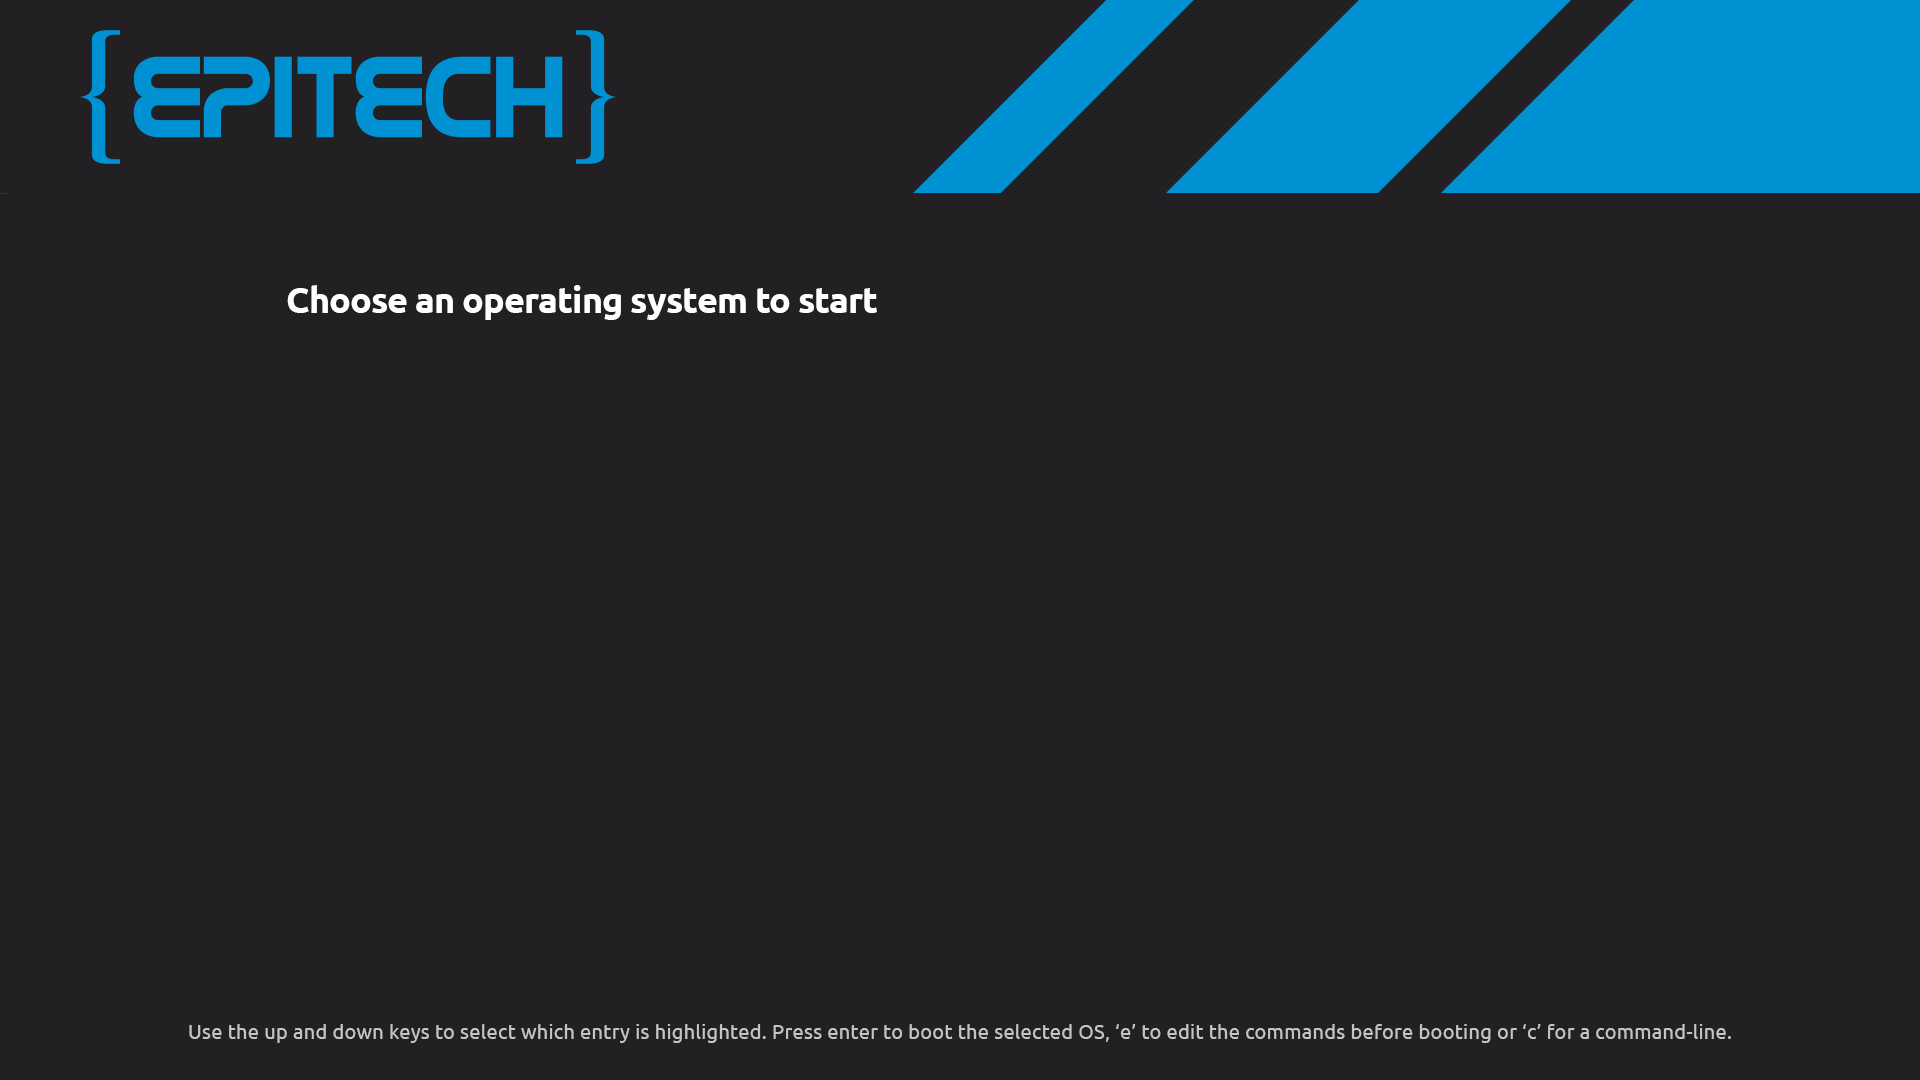 {EPITECH}
Choose an operating system to start
Use the up and down keys to select which entry is highlighted. Press enter to boot the selected OS, ‘e’ to edit the commands before booting or ‘c’ for a command-line.